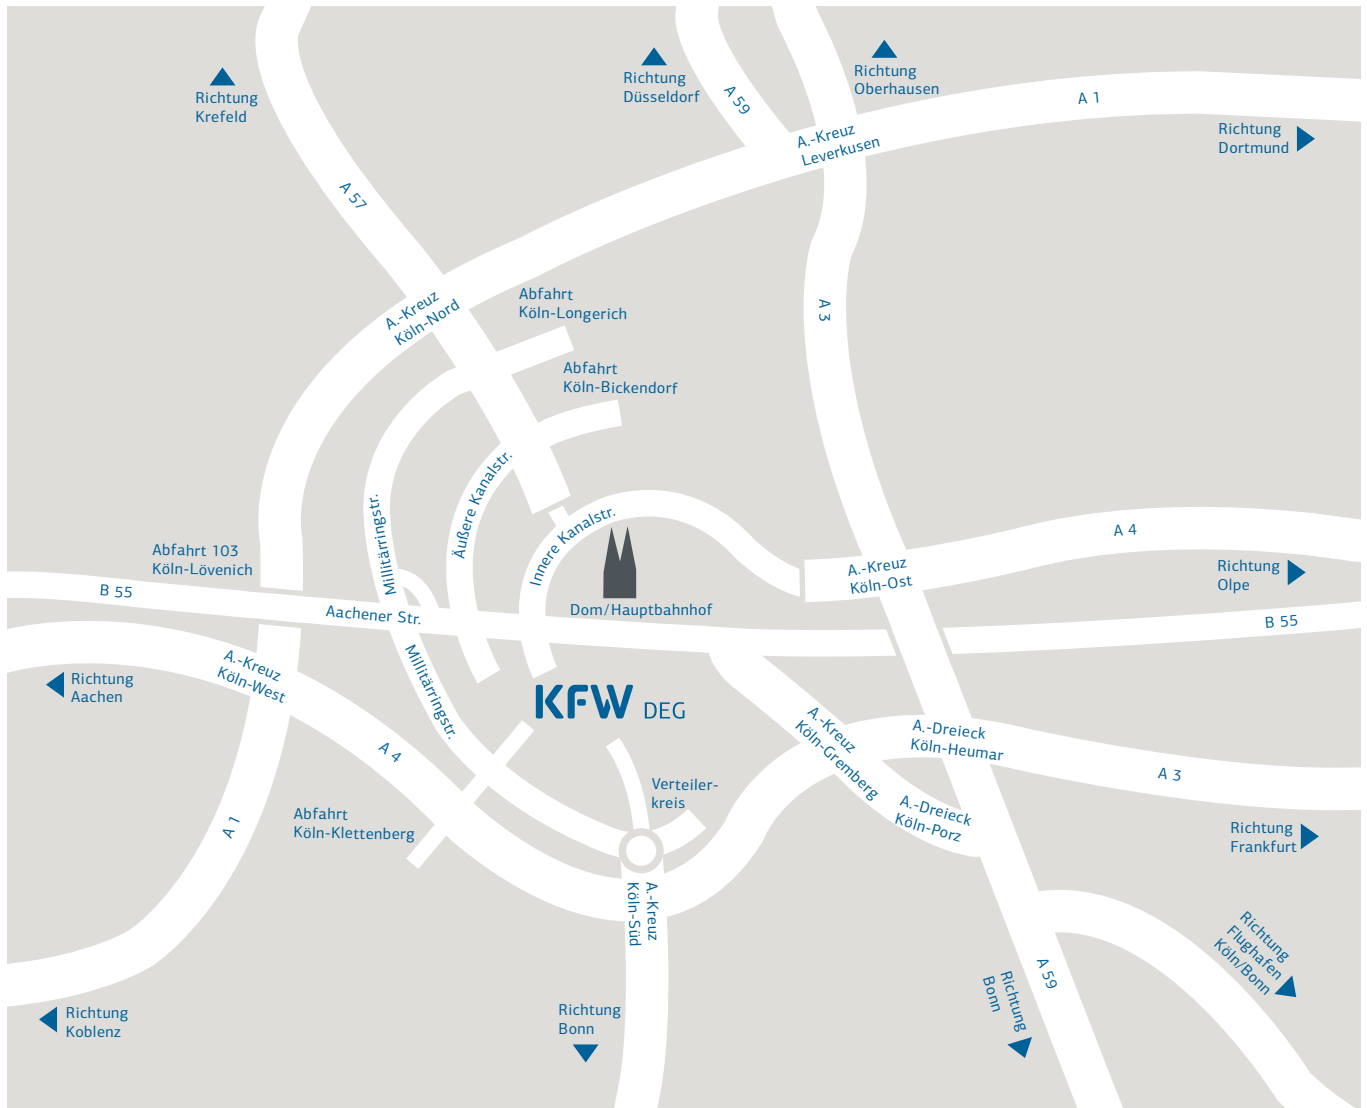 Richtung
Krefeld
Richtung
Düsseldorf
A 59
Richtung
Oberhausen
A 1
Richtung
Dortmund
A.-Kreuz
Leverkusen
A 57
A.-Kreuz
Köln-Nord
Abfahrt
Köln-Longerich
A 3
Abfahrt
Köln-Bickendorf
Millitärringstr.
Äußere Kanalstr.
Innere Kanalstr.
Abfahrt 103
Köln-Lövenich
B 55
Aachener Str.
Dom/Hauptbahnhof
A.-Kreuz
Köln-Ost
A 4
Richtung
Olpe
B 55
A.-Kreuz
Köln-West
Richtung
Aachen
Millitärringstr.
KFW DEG
A.-Kreuz
Köln-Gremberg
A.-Dreieck
Köln-Heumar
A 3
A 4
Verteiler-
kreis
A.-Dreieck
Köln-Porz
Abfahrt
Köln-Klettenberg
A 1
Richtung
Frankfurt
A.-Kreuz
Köln-Süd
Richtung
Flughafen
Köln/Bonn
A 59
Richtung
Bonn
Richtung
Koblenz
Richtung
Bonn